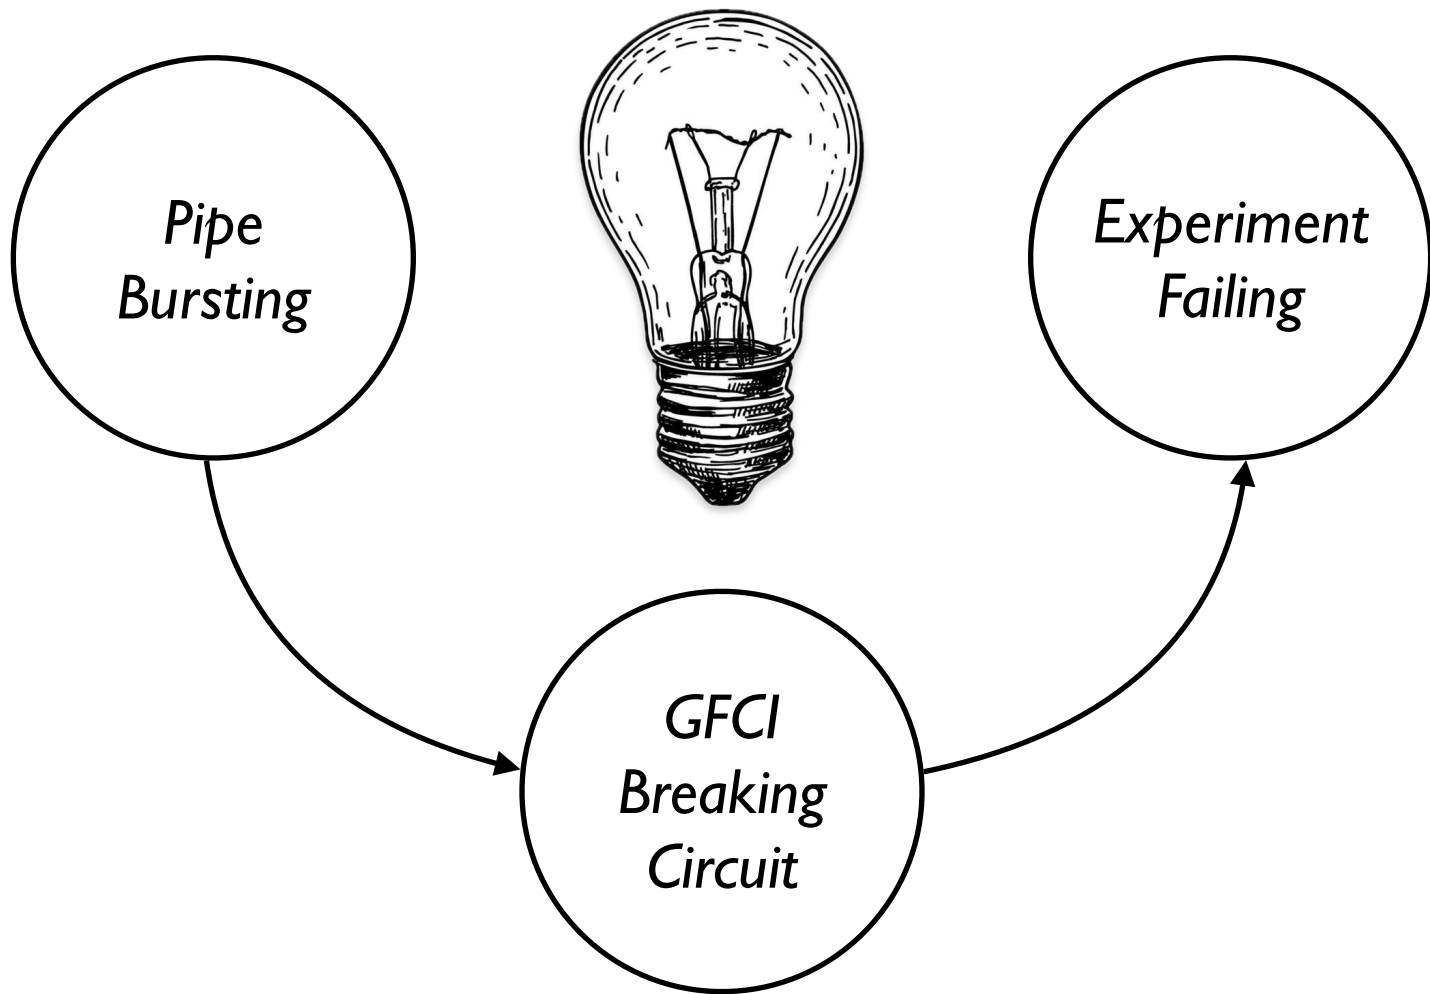 Pipe
Bursting
GFCI
Breaking
Circuit
Experiment
Failing